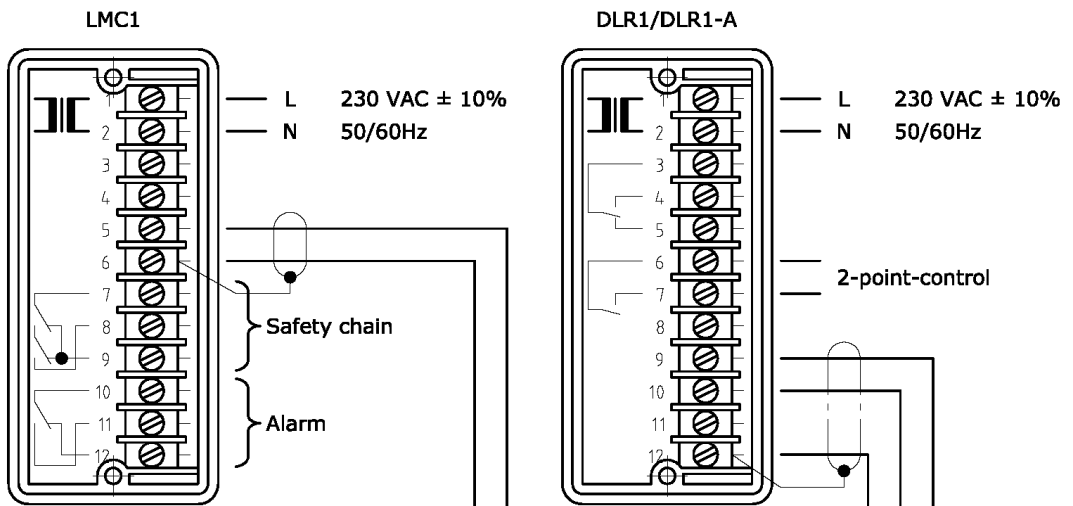 LMC1
1
2
3
4
5
6
7
8
9
10
11
12
L 230 VAC ± 10%
N 50/60Hz
Safety chain
Alarm
DLR1/DLR1-A
1
2
3
4
5
6
7
8
9
10
11
12
L 230 VAC ± 10%
N 50/60Hz
2-point-control